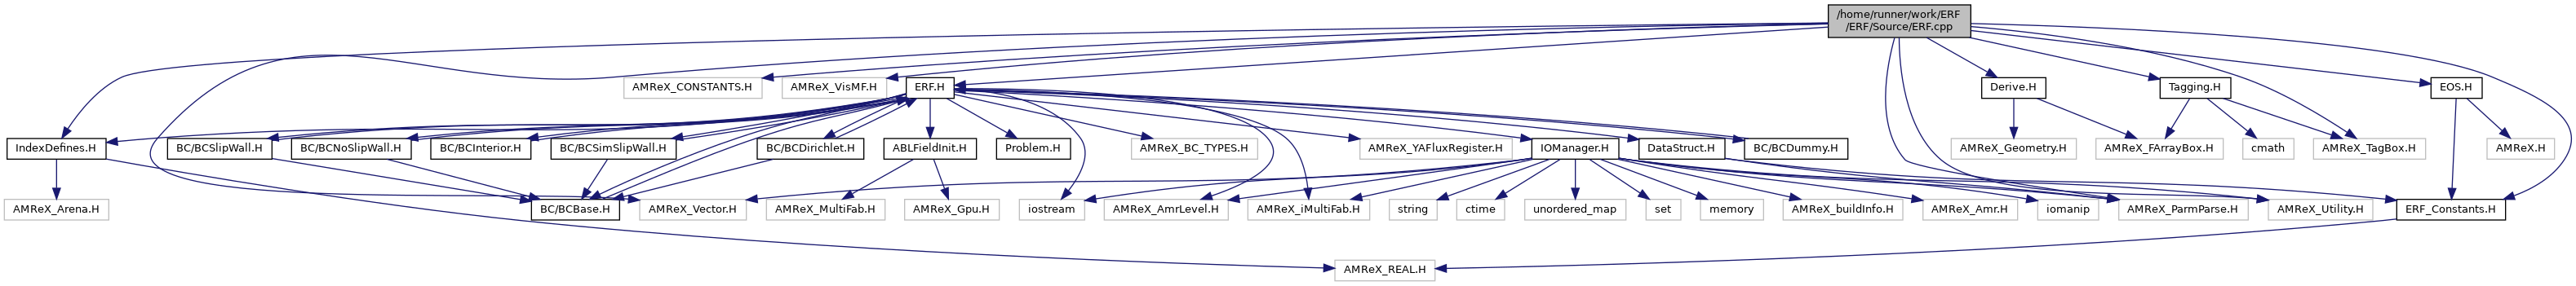 /home/runner/work/ERF
/ERF/Source/ERF.cpp
AMReX_CONSTANTS.H
AMReX_VisMF.H
ERF.H
Derive.H
Tagging.H
EOS.H
IndexDefines.H
BC/BCSlipWall.H
BC/BCNoSlipWall.H
BC/BCInterior.H
BC/BCSimSlipWall.H
BC/BCDirichlet.H
ABLFieldInit.H
Problem.H
AMReX_BC_TYPES.H
AMReX_YAFluxRegister.H
IOManager.H
DataStruct.H
BC/BCDummy.H
AMReX_Geometry.H
AMReX_FArrayBox.H
cmath
AMReX_TagBox.H
AMReX.H
AMReX_Arena.H
BC/BCBase.H
AMReX_Vector.H
AMReX_MultiFab.H
AMReX_Gpu.H
iostream
AMReX_AmrLevel.H
AMReX_iMultiFab.H
string
ctime
unordered_map
set
memory
AMReX_buildInfo.H
AMReX_Amr.H
iomanip
AMReX_ParmParse.H
AMReX_Utility.H
ERF_Constants.H
AMReX_REAL.H